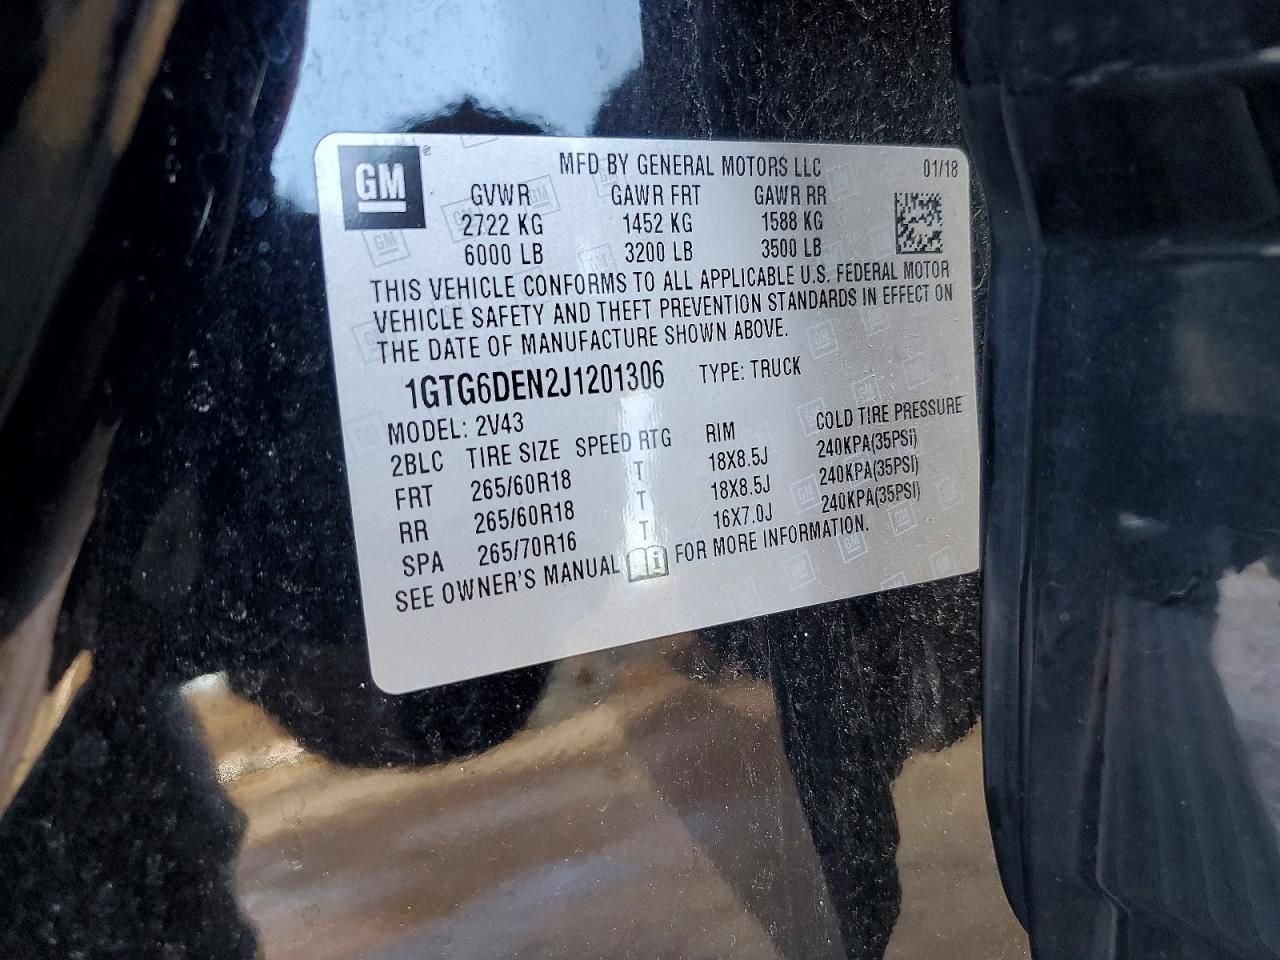 GM
MFD BY GENERAL MOTORS LLC 01/18
GVWR GAWR FRT GAWR RR
2722 KG 1452 KG 1588 KG
6000 LB 3200 LB 3500 LB
THIS VEHICLE CONFORMS TO ALL APPLICABLE U.S. FEDERAL MOTOR
VEHICLE SAFETY AND THEFT PREVENTION STANDARDS IN EFFECT ON
THE DATE OF MANUFACTURE SHOWN ABOVE.
1GTG6DEN2J1201306 TYPE: TRUCK
MODEL: 2V43
2BLC TIRE SIZE SPEED RTG RIM COLD TIRE PRESSURE
FRT 265/60R18 T 18X8.5J 240KPA(35PSI)
RR 265/60R18 T 18X8.5J 240KPA(35PSI)
SPA 265/70R16 T 16X7.0J 240KPA(35PSI)
SEE OWNER'S MANUAL FOR MORE INFORMATION.